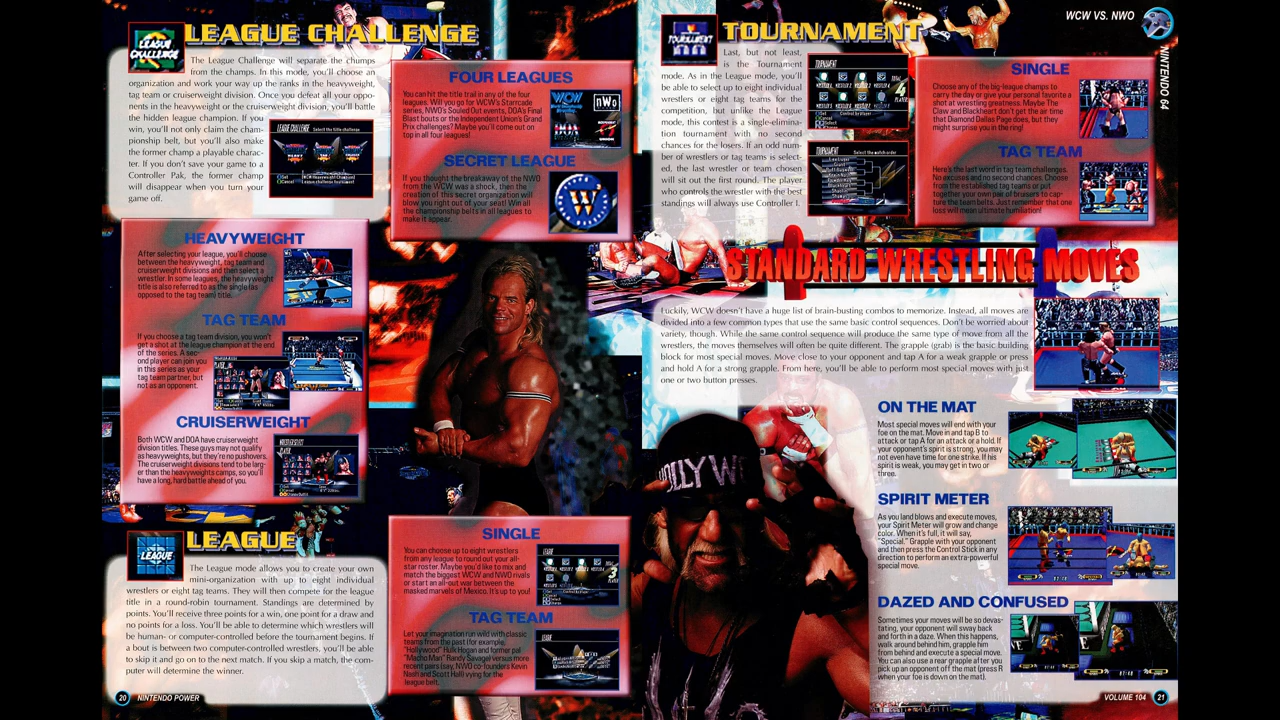 LEAGUE CHALLENGE
The League Challenge will separate the chumps
from the champs. In this mode, you'll choose an
organization and work your way up the ranks in the heavyweight,
tag team or cruiserweight division. Once you defeat all your oppo-
nents in the heavyweight or the cruiserweight division, you'll battle
the hidden league champion. If you
win, you'll not only claim the cham-
pionship belt, but you'll also make
the former champ a playable charac-
ter. If you don't save your game to a
Controller Pak, the former champ
will disappear when you turn your
game off.
FOUR LEAGUES
You can hit the title trail in any of the four
leagues. Will you go for WCW's Starrcade
series, NWO's Souled Out events, DOA's Final
Blast bouts or the Independent Union's Grand
Prix challenges? Maybe you'll come out on
top in all four leagues!
SECRET LEAGUE
If you thought the breakaway of the NWO
from the WCW was a shock, then the
creation of this secret organization will
blow you right out of your seat! Win all
the championship belts in all leagues to
make it appear.
HEAVYWEIGHT
After selecting your league, you'll choose
between the heavyweight, tag team and
cruiserweight divisions and then select a
wrestler. In some leagues, the heavyweight
title is also referred to as the single (as
opposed to the tag team) title.
TAG TEAM
If you choose a tag team division, you won't
get a shot at the league champion at the end
of the series. A sec-
ond player can join you
in this series as your
tag team partner, but
not as an opponent.
CRUISERWEIGHT
Both WCW and DOA have cruiserweight
division titles. These guys may not qualify
as heavyweights, but they're no pushovers.
The cruiserweight divisions tend to be larg-
er than the heavyweights camps, so you'll
have a long, hard battle ahead of you.
LEAGUE
The League mode allows you to create your own
mini-organization with up to eight individual
wrestlers or eight tag teams. They will then compete for the league
title in a round-robin tournament. Standings are determined by
points. You'll receive three points for a win, one point for a draw and
no points for a loss. You'll be able to determine which wrestlers will
be human- or computer-controlled before the tournament begins. If
a bout is between two computer-controlled wrestlers, you'll be able
to skip it and go on to the next match. If you skip a match, the com-
puter will determine the winner.
SINGLE
You can choose up to eight wrestlers
from any league to round out your all-
star roster. Maybe you'd like to mix and
match the biggest WCW and NWO rivals
or start an all-out war between the
masked marvels of Mexico. It's up to you!
TAG TEAM
Let your imagination run wild with classic
teams from the past (for example,
"Hollywood" Hulk Hogan and former pal
"Macho Man" Randy Savage) versus more
recent pairs (say, NWO co-founders Kevin
Nash and Scott Hall) vying for the
league belt.
20 NINTENDO POWER
WCW VS. NWO
NINTENDO 64
TOURNAMENT
Last, but not least,
is the Tournament
mode. As in the League mode, you'll
be able to select up to eight individual
wrestlers or eight tag teams for the
competition, but unlike the League
mode, this contest is a single-elimina-
tion tournament with no second
chances for the losers. If an odd num-
ber of wrestlers or tag teams is select-
ed, the last wrestler or team chosen
will sit out the first round. The player
who controls the wrestler with the best
standings will always use Controller I.
SINGLE
Choose any of the big-league champs to
carry the day or give your personal favorite a
shot at wrestling greatness. Maybe The
Claw and Blackheart don't get the air time
that Diamond Dallas Page does, but they
might surprise you in the ring!
TAG TEAM
Here's the last word in tag team challenges.
No excuses and no second chances. Choose
from the established tag teams or put
together your own pair of bruisers to cap-
ture the team belts. Just remember that one
loss will mean ultimate humiliation!
STANDARD WRESTLING MOVES
Luckily, WCW doesn't have a huge list of brain-busting combos to memorize. Instead, all moves are
divided into a few common types that use the same basic control sequences. Don't be worried about
variety, though. While the same control sequence will produce the same type of move from all the
wrestlers, the moves themselves will often be quite different. The grapple (grab) is the basic building
block for most special moves. Move close to your opponent and tap A for a weak grapple or press
and hold A for a strong grapple. From here, you'll be able to perform most special moves with just
one or two button presses.
ON THE MAT
Most special moves will end with your
foe on the mat. Move in and tap B to
attack or tap A for an attack or a hold. If
your opponent's spirit is strong, you may
not even have time for one strike. If his
spirit is weak, you may get in two or
three.
SPIRIT METER
As you land blows and execute moves,
your Spirit Meter will grow and change
color. When it's full, it will say,
"Special." Grapple with your opponent
and then press the Control Stick in any
direction to perform an extra-powerful
special move.
DAZED AND CONFUSED
Sometimes your moves will be so devas-
tating, your opponent will sway back
and forth in a daze. When this happens,
walk around behind him, grapple him
from behind and execute a special move.
You can also use a rear grapple after you
pick up an opponent off the mat (press R
when your foe is down on the mat).
VOLUME 104 21